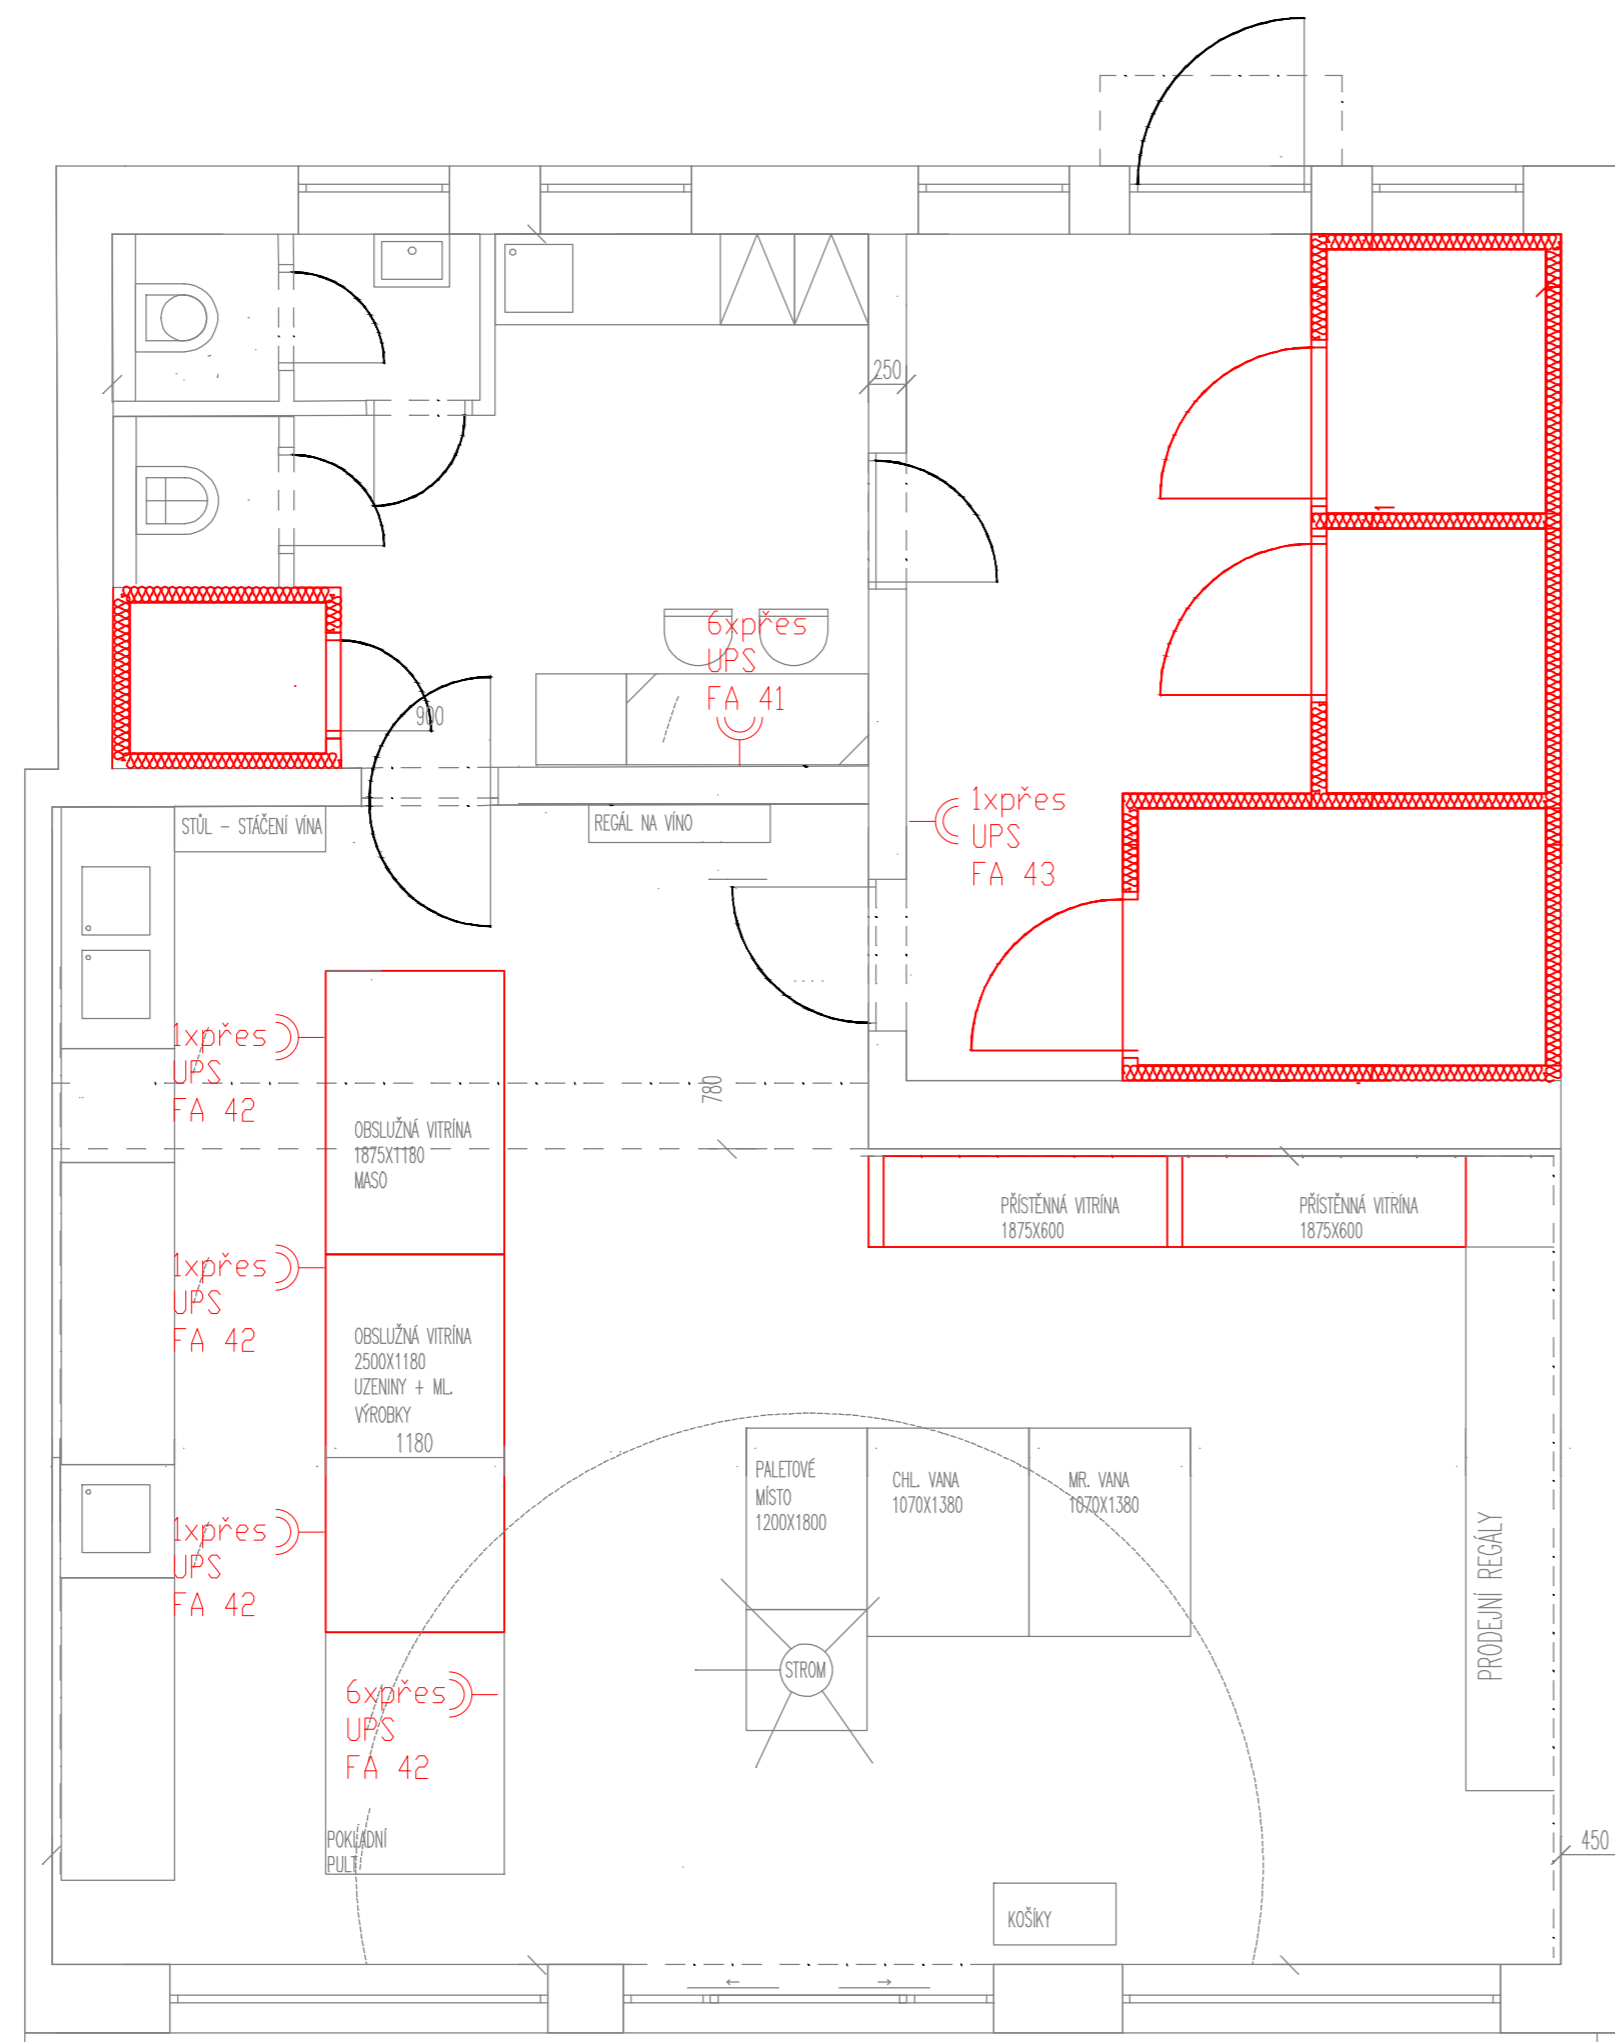 250
6xpřes
UPS
FA 41
900
STŮL - STÁČENÍ VÍNA
REGÁL NA VÍNO
1xpřes
UPS
FA 43
1xpřes
UPS
FA 42
780
OBSLUŽNÁ VITRÍNA
1875X1180
MASO
PŘÍSTĚNNÁ VITRÍNA
1875X600
PŘÍSTĚNNÁ VITRÍNA
1875X600
1xpřes
UPS
FA 42
OBSLUŽNÁ VITRÍNA
2500X1180
UZENINY + ML.
VÝROBKY
1180
PALETOVÉ
MÍSTO
1200X1800
CHL. VANA
1070X1380
MR. VANA
1070X1380
1xpřes
UPS
FA 42
PRODEJNÍ REGÁLY
STROM
6xpřes
UPS
FA 42
POKLADNÍ
PULT
450
KOŠÍKY